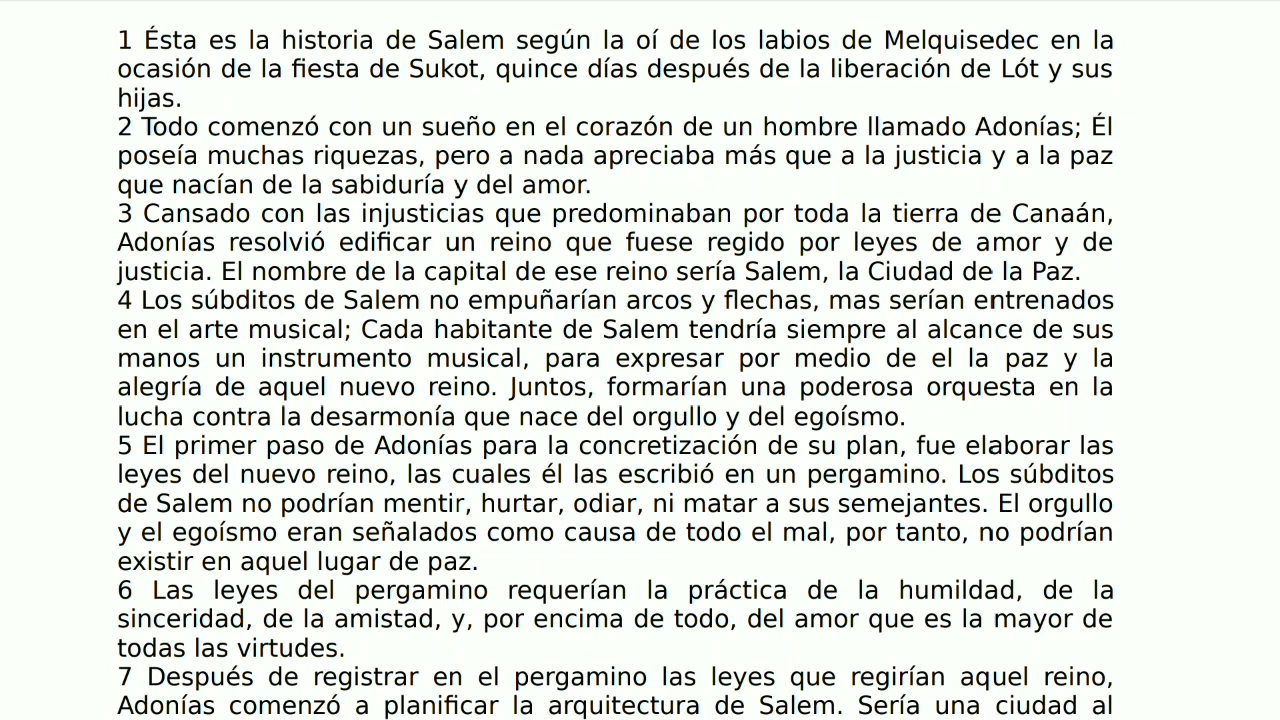 1 Ésta es la historia de Salem según la oí de los labios de Melquisedec en la
ocasión de la fiesta de Sukot, quince días después de la liberación de Lót y sus
hijas.
2 Todo comenzó con un sueño en el corazón de un hombre llamado Adonías; Él
poseía muchas riquezas, pero a nada apreciaba más que a la justicia y a la paz
que nacían de la sabiduría y del amor.
3 Cansado con las injusticias que predominaban por toda la tierra de Canaán,
Adonías resolvió edificar un reino que fuese regido por leyes de amor y de
justicia. El nombre de la capital de ese reino sería Salem, la Ciudad de la Paz.
4 Los súbditos de Salem no empuñarían arcos y flechas, mas serían entrenados
en el arte musical; Cada habitante de Salem tendría siempre al alcance de sus
manos un instrumento musical, para expresar por medio de el la paz y la
alegría de aquel nuevo reino. Juntos, formarían una poderosa orquesta en la
lucha contra la desarmonía que nace del orgullo y del egoísmo.
5 El primer paso de Adonías para la concretización de su plan, fue elaborar las
leyes del nuevo reino, las cuales él las escribió en un pergamino. Los súbditos
de Salem no podrían mentir, hurtar, odiar, ni matar a sus semejantes. El orgullo
y el egoísmo eran señalados como causa de todo el mal, por tanto, no podrían
existir en aquel lugar de paz.
6 Las leyes del pergamino requerían la práctica de la humildad, de la
sinceridad, de la amistad, y, por encima de todo, del amor que es la mayor de
todas las virtudes.
7 Después de registrar en el pergamino las leyes que regirían aquel reino,
Adonías comenzó a planificar la arquitectura de Salem. Sería una ciudad al